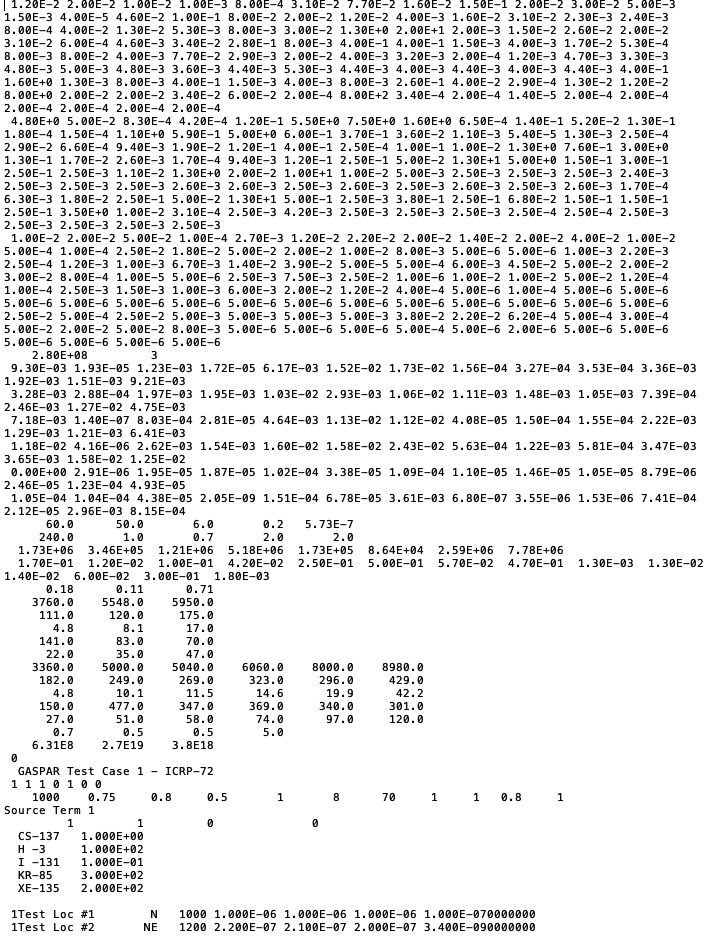 1.20E-2 2.00E-2 1.00E-2 1.00E-3 8.00E-4 3.10E-2 7.70E-2 1.60E-2 1.50E-1 2.00E-2 3.00E-2 5.00E-3
1.50E-3 4.00E-5 4.60E-2 1.00E-1 8.00E-2 2.00E-2 1.20E-2 4.00E-3 1.60E-2 3.10E-2 2.30E-3 2.40E-3
8.00E-4 4.00E-2 1.30E-2 5.30E-3 8.00E-3 3.00E-2 1.30E+0 2.00E+1 2.00E-3 1.50E-2 8.00E-4 1.00E-3
3.10E-2 6.00E-4 4.60E-3 1.20E-3 2.90E-1 2.00E-1 4.00E-1 4.00E-1 1.50E-3 4.00E-3 1.70E-2 5.30E-4
8.00E-3 8.00E-2 4.00E-3 7.70E-2 2.90E-3 2.00E-2 4.00E-2 4.00E-3 3.20E-2 2.00E-4 1.20E-2 3.30E-3
4.80E-3 5.00E-3 4.80E-3 3.60E-3 4.40E-3 5.30E-3 4.40E-3 4.00E-3 4.00E-3 4.40E-3 4.00E-3 4.40E-1
1.60E+0 1.30E-3 8.00E-3 4.00E-1 8.00E-2 4.00E-3 4.00E-1 1.60E-2 4.00E-2 2.90E-4 1.30E-2 1.20E-2
8.00E+0 2.00E-2 2.00E-2 3.40E-2 6.00E-2 2.00E-4 8.00E+2 3.40E-4 2.00E-4 1.40E-5 2.00E-4 2.00E-4
2.00E-4 2.00E-4 2.00E-4 2.00E-4
4.80E+0 5.00E-2 8.30E-4 4.20E-4 1.20E-1 5.50E+0 7.50E+0 1.60E+0 6.50E-4 1.40E-1 5.20E-2 1.30E-1
1.80E-4 1.50E-4 1.10E+0 5.90E-1 5.00E+0 6.00E-1 3.70E-1 3.60E-2 1.10E-3 5.40E-5 1.30E-3 2.50E-4
2.90E-2 6.60E-4 9.40E-3 1.90E-2 1.20E-1 4.00E-1 2.50E-4 1.00E-1 1.00E-2 1.30E+0 7.60E-1 3.00E+0
1.30E-1 1.70E-2 2.60E-3 1.70E-4 9.40E-3 1.20E-1 2.50E-1 5.00E-2 1.30E+1 5.00E+0 1.50E-1 3.00E-1
2.50E-1 2.50E-3 1.10E-2 1.30E+0 2.00E-2 1.00E+1 1.00E-2 5.00E-2 2.50E-3 2.50E-3 2.50E-3 2.40E-3
2.50E-3 2.50E-3 2.50E-3 2.60E-3 2.60E-3 2.50E-3 2.60E-3 2.50E-3 2.60E-3 2.50E-3 2.60E-3 1.70E-4
6.30E-3 1.80E-2 2.50E-1 5.00E-2 1.30E+1 5.00E-1 2.50E-3 3.80E-1 2.50E-1 6.80E-2 1.50E-1 1.50E-3
2.50E-1 3.50E+0 1.00E-2 3.10E-4 2.50E-3 4.20E-3 2.50E-3 2.50E-3 2.50E-3 2.50E-4 2.50E-4 2.50E-3
2.50E-3 2.50E-3 2.50E-3 2.50E-3
1.00E-2 2.00E-2 5.00E-2 1.00E-4 2.70E-3 1.20E-2 2.20E-2 2.00E-2 1.40E-2 2.00E-2 4.00E-2 1.00E-2
5.00E-4 1.00E-4 2.50E-2 1.80E-2 5.00E-2 2.00E-2 1.00E-2 8.00E-3 5.00E-6 5.00E-6 1.00E-3 2.20E-3
2.50E-4 1.20E-3 1.00E-3 6.70E-3 1.40E-2 3.90E-2 5.00E-5 5.00E-4 6.00E-3 4.50E-2 5.00E-2 2.00E-2
3.00E-2 8.00E-4 1.00E-5 5.00E-6 2.50E-3 7.50E-3 2.50E-2 1.00E-6 1.00E-2 1.00E-2 1.00E-2 1.20E-4
1.00E-4 2.50E-3 1.50E-3 1.00E-3 6.00E-3 2.00E-2 1.20E-2 4.00E-4 5.00E-6 1.00E-4 5.00E-6 5.00E-6
5.00E-6 5.00E-6 5.00E-6 5.00E-6 5.00E-6 5.00E-6 5.00E-6 5.00E-6 5.00E-6 5.00E-6 5.00E-6 5.00E-6
2.50E-2 5.00E-4 5.00E-2 1.00E-6 5.00E-3 5.00E-3 5.00E-3 3.80E-2 2.20E-2 6.20E-4 5.00E-4 3.00E-4
5.00E-2 2.00E-2 5.00E-2 8.00E-3 5.00E-6 5.00E-6 5.00E-6 5.00E-4 5.00E-6 2.00E-6 5.00E-6 5.00E-6
5.00E-6 5.00E-6 5.00E-6 5.00E-6
2.80E+08 3
9.30E-03 1.93E-05 1.23E-03 1.72E-05 6.17E-03 1.52E-02 1.73E-02 1.56E-04 3.27E-04 3.53E-04 3.36E-03
1.92E-03 1.51E-03 9.21E-03
3.28E-03 2.88E-04 1.97E-03 1.95E-03 1.03E-02 2.93E-03 1.06E-02 1.11E-03 1.48E-03 1.05E-03 7.39E-04
2.46E-03 1.27E-02 4.75E-03
7.18E-03 1.40E-07 8.03E-04 2.81E-05 4.64E-03 1.13E-02 1.12E-02 4.08E-05 1.50E-04 1.55E-04 2.22E-03
1.29E-03 1.21E-03 6.41E-03
1.18E-02 4.16E-06 2.62E-03 1.54E-03 1.60E-02 1.58E-02 2.43E-02 5.63E-04 1.22E-03 5.81E-04 3.47E-03
3.65E-03 1.58E-02 1.25E-02
0.00E+00 2.91E-06 1.95E-05 1.87E-05 1.02E-04 3.38E-05 1.09E-04 1.10E-05 1.46E-05 1.05E-05 8.79E-06
2.46E-05 1.23E-04 4.93E-05
1.05E-04 1.04E-04 4.38E-05 2.05E-09 1.51E-04 6.78E-05 3.61E-03 6.80E-07 3.55E-06 1.53E-06 7.41E-04
2.12E-05 2.96E-03 8.15E-04
60.0 50.0 6.0 0.2 5.73E-7
240.0 1.0 0.7 2.0 2.0
1.73E+06 3.46E+05 1.21E+06 5.18E+06 1.73E+05 8.64E+04 2.59E+06 7.78E+06
1.70E-01 1.20E-02 1.00E-01 4.20E-02 2.50E-01 5.00E-01 5.70E-02 4.70E-01 1.30E-03 1.30E-02
1.40E-02 6.00E-02 3.00E-01 1.80E-03
0.18 0.11 0.71
3760.0 5548.0 5950.0
111.0 120.0 175.0
4.8 8.1 17.0
141.0 83.0 70.0
22.0 35.0 47.0
3360.0 5000.0 5040.0 6060.0 8000.0 8980.0
182.0 249.0 269.0 323.0 296.0 429.0
4.8 10.1 11.5 14.6 19.9 42.2
150.0 477.0 347.0 369.0 340.0 301.0
27.0 51.0 58.0 74.0 97.0 120.0
0.7 0.5 0.5 5.0
6.31E8 2.7E19 3.8E18
0
GASPAR Test Case 1 - ICRP-72
1 1 1 0 1 0 0
1000 0.75 0.8 0.5 1 8 70 1 1 0.8 1
Source Term 1
1 1 0 0
CS-137 1.000E+00
H -3 1.000E+02
I -131 1.000E-01
KR-85 3.000E+02
XE-135 2.000E+02
1Test Loc #1 N 1000 1.000E-06 1.000E-06 1.000E-06 1.000E-070000000
1Test Loc #2 NE 1200 2.200E-07 2.100E-07 2.000E-07 3.400E-090000000